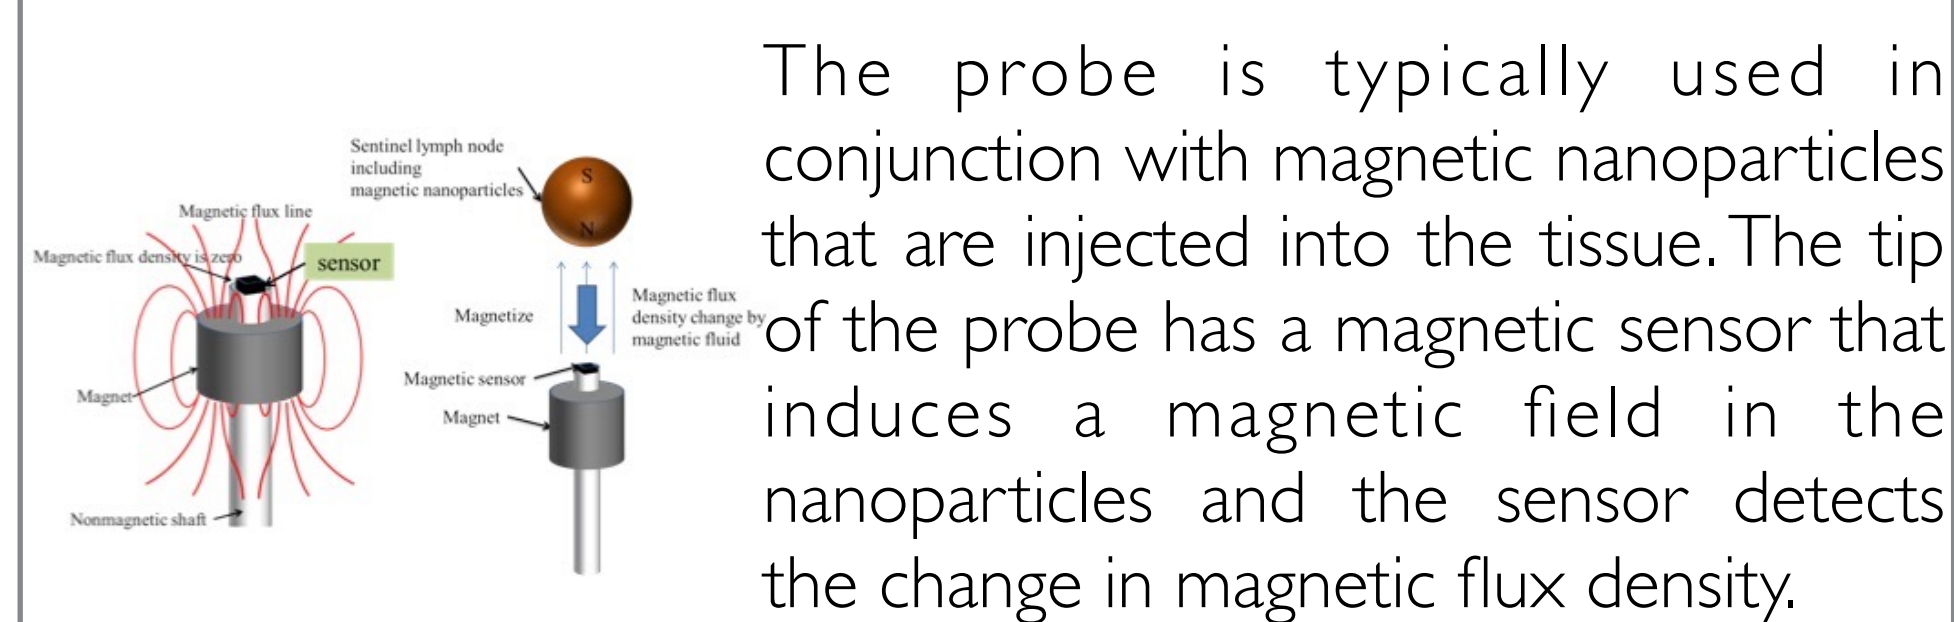 Sentinel lymph node
including
magnetic nanoparticles
S
N
Magnetic flux line
Magnetic flux density is zero
sensor
Magnetize
Magnetic flux
density change by
magnetic fluid
Magnetic sensor
Magnet
Magnet
Nonmagnetic shaft
The probe is typically used in
conjunction with magnetic nanoparticles
that are injected into the tissue. The tip
of the probe has a magnetic sensor that
induces a magnetic field in the
nanoparticles and the sensor detects
the change in magnetic flux density.